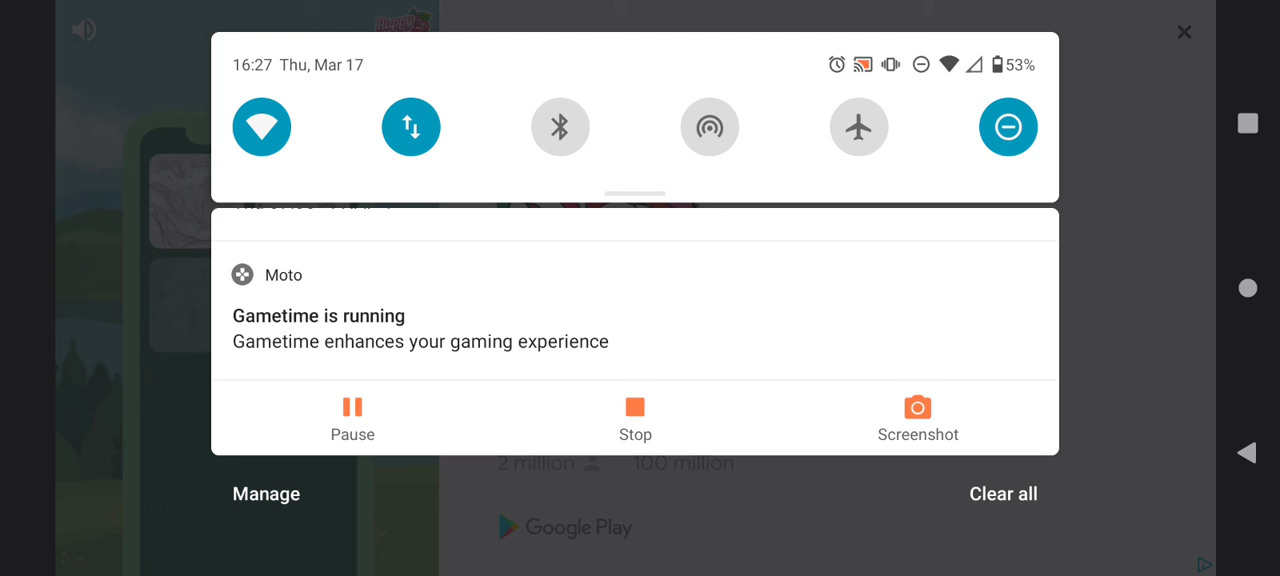 16:27 Thu, Mar 17
53%
Moto
Gametime is running
Gametime enhances your gaming experience
Pause
Stop
Screenshot
2 million
100 million
Manage
Clear all
Google Play